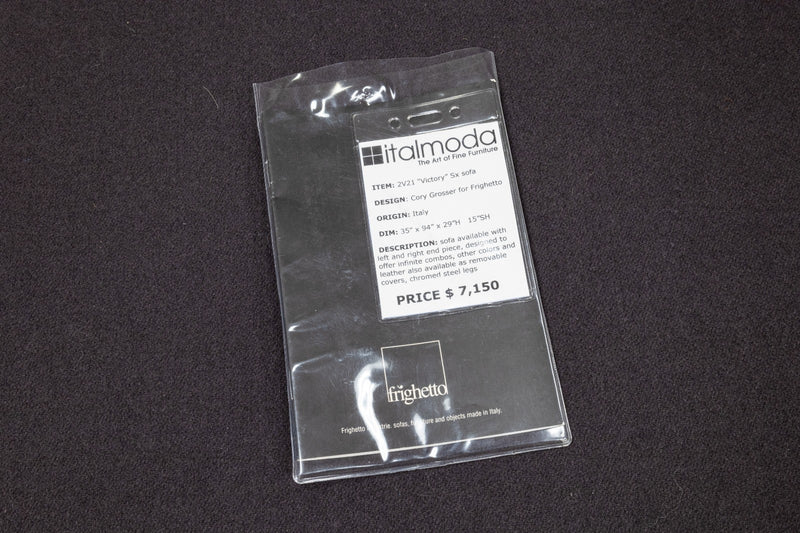 italmoda
The Art of Fine Furniture
ITEM: 2V21 "Victory" 5x sofa
DESIGN: Cory Grosser for Frighetto
ORIGIN: Italy
DIM: 35" x 94" x 29"H 15"SH
DESCRIPTION: sofa available with
left and right end piece, designed to
offer infinite combos, other colors and
leather also available as removable
covers, chromed steel legs
PRICE $ 7,150
frighetto
Frighetto sofas, furniture and objects made in Italy.